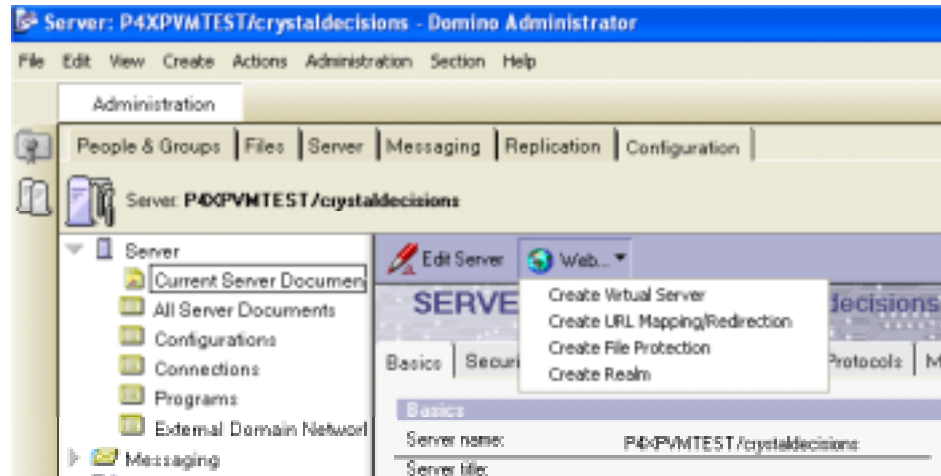 Server: P4XPVMTEST/crystaldecisions - Domino Administrator
File Edit View Create Actions Administration Section Help
Administration
People & Groups Files Server Messaging Replication Configuration
Server: P4XPVMTEST/crystaldecisions
Server
Current Server Documen
All Server Documents
Configurations
Connections
Programs
External Domain Networl
Messaging
Edit Server Web...
SERVE decisions
Create Virtual Server
Create URL Mapping/Redirection
Create File Protection
Create Realm
Basics Securi Protocols M
Basics
Server name: P4XPVMTEST/crystaldecisions
Server title: